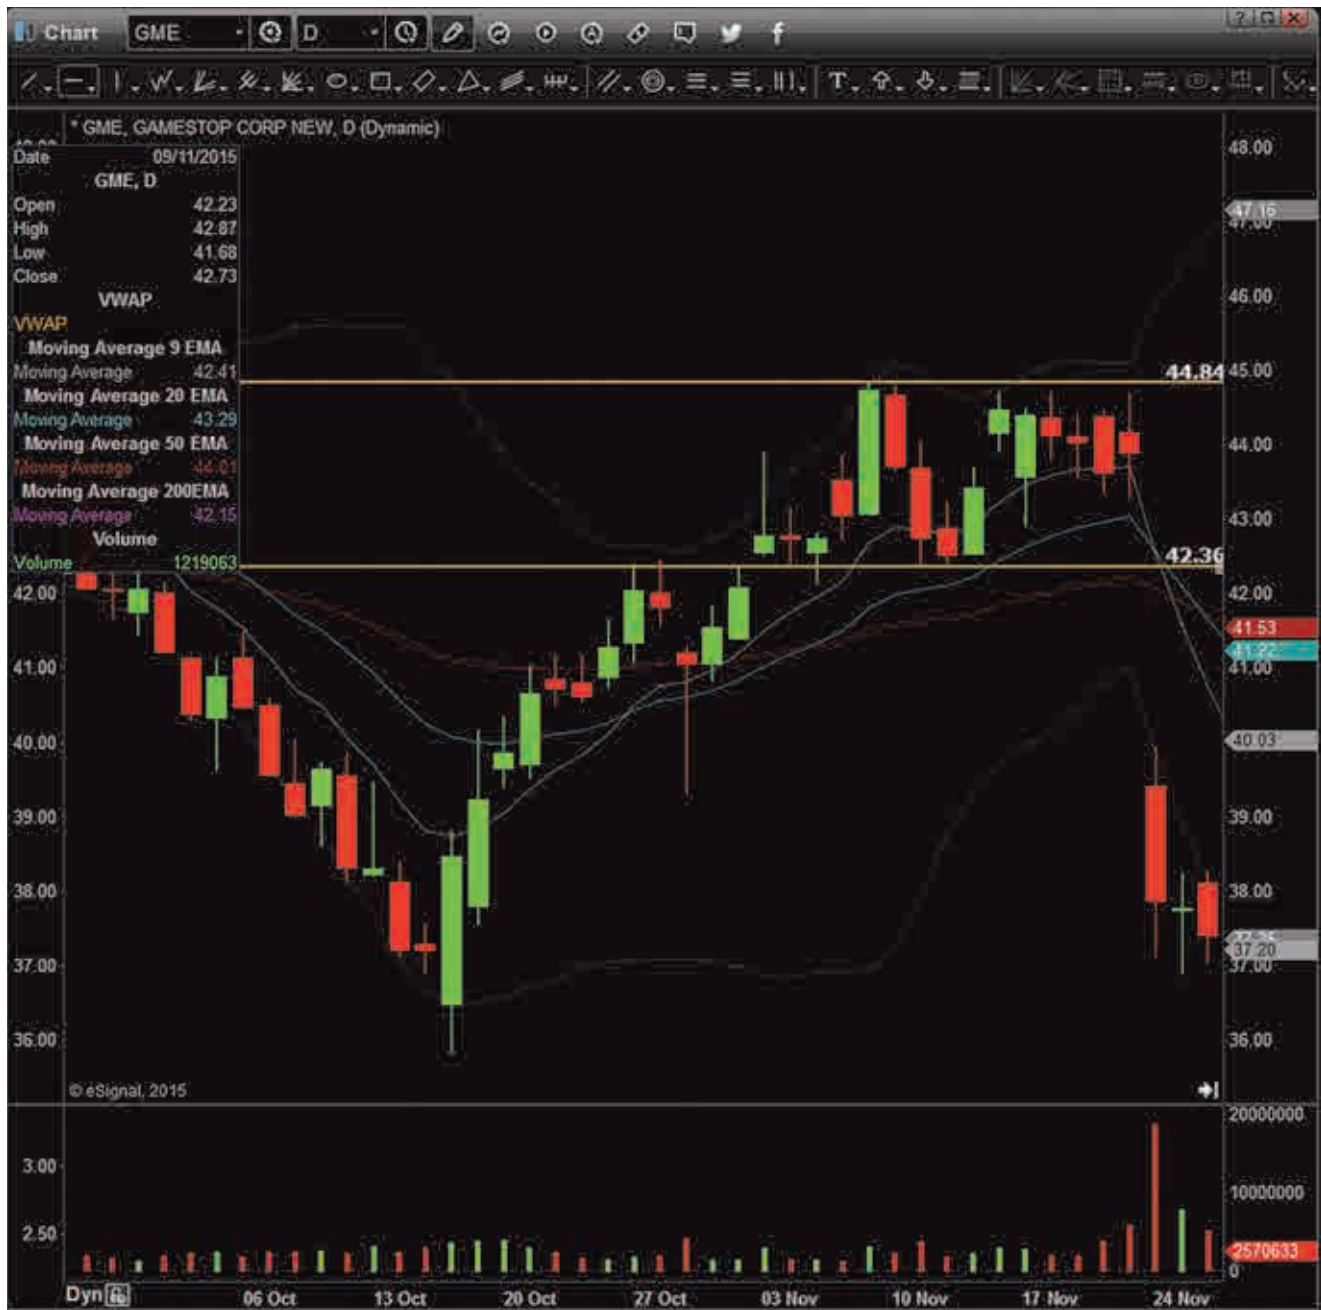 Chart GME D
* GME, GAMESTOP CORP NEW, D (Dynamic)
Date 09/11/2015
GME, D
Open 42.23
High 42.87
Low 41.68
Close 42.73
VWAP
VWAP
Moving Average 9 EMA
Moving Average 42.41
Moving Average 20 EMA
Moving Average 43.29
Moving Average 50 EMA
Moving Average 44.01
Moving Average 200EMA
Moving Average 42.15
Volume
Volume 1219063
42.00
41.00
40.00
39.00
38.00
37.00
36.00
44.84
42.36
48.00
47.16
47.00
46.00
45.00
44.00
43.00
42.00
41.53
41.22
41.00
40.03
39.00
38.00
37.20
37.00
36.00
© eSignal, 2015
3.00
2.50
20000000
10000000
2570633
0
Dyn
06 Oct 13 Oct 20 Oct 27 Oct 03 Nov 10 Nov 17 Nov 24 Nov